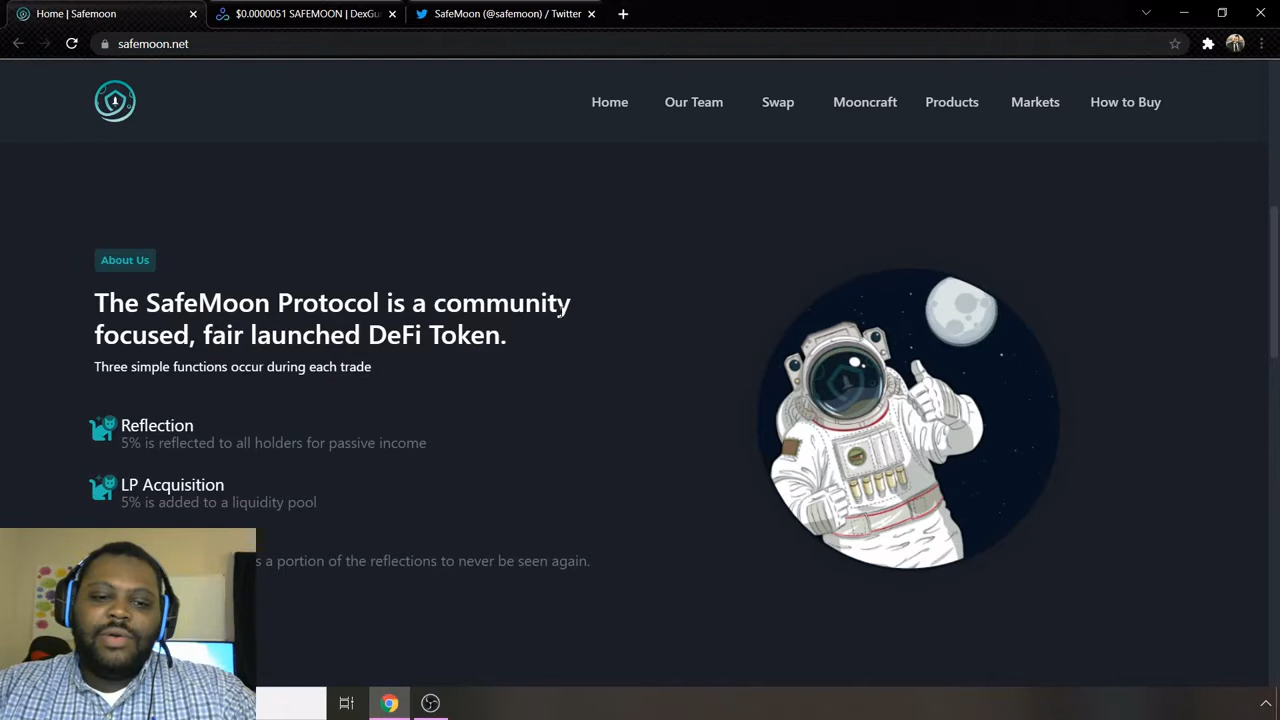 Home | Safemoon
$0.0000051 SAFEMOON | DexGu
SafeMoon (@safemoon) / Twitter
safemoon.net
Home
Our Team
Swap
Mooncraft
Products
Markets
How to Buy
About Us
The SafeMoon Protocol is a community
focused, fair launched DeFi Token.
Three simple functions occur during each trade
Reflection
5% is reflected to all holders for passive income
LP Acquisition
5% is added to a liquidity pool
s a portion of the reflections to never be seen again.